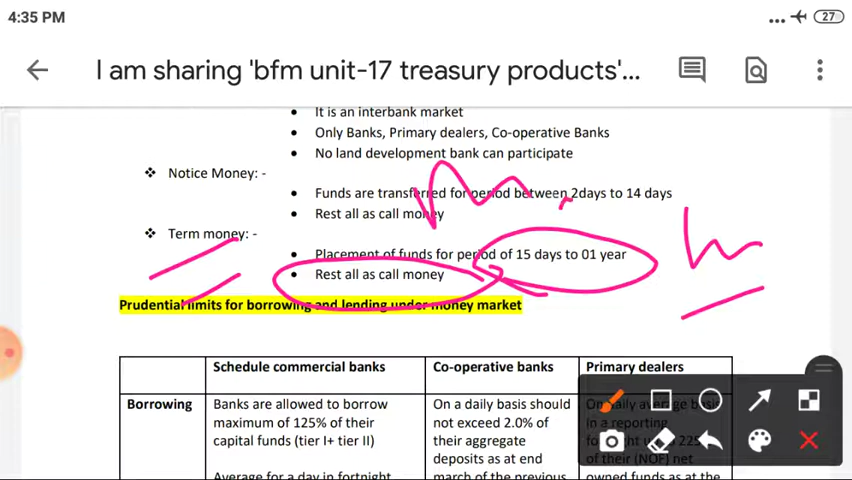 4:35 PM
27
I am sharing 'bfm unit-17 treasury products'...
• It is an interbank market
• Only Banks, Primary dealers, Co-operative Banks
• No land development bank can participate
❖ Notice Money: -
• Funds are transferred for period between 2days to 14 days
• Rest all as call money
❖ Term money: -
• Placement of funds for period of 15 days to 01 year
• Rest all as call money
Prudential limits for borrowing and lending under money market
Schedule commercial banks Co-operative banks Primary dealers
Borrowing
Banks are allowed to borrow
maximum of 125% of their
capital funds (tier I+ tier II)
Average for a day in fortnight
On a daily basis should
not exceed 2.0% of
their aggregate
deposits as at end
march of the previous
On daily average basis
in a reporting
fortnight 225%
of their (NOF) net
owned funds as at the